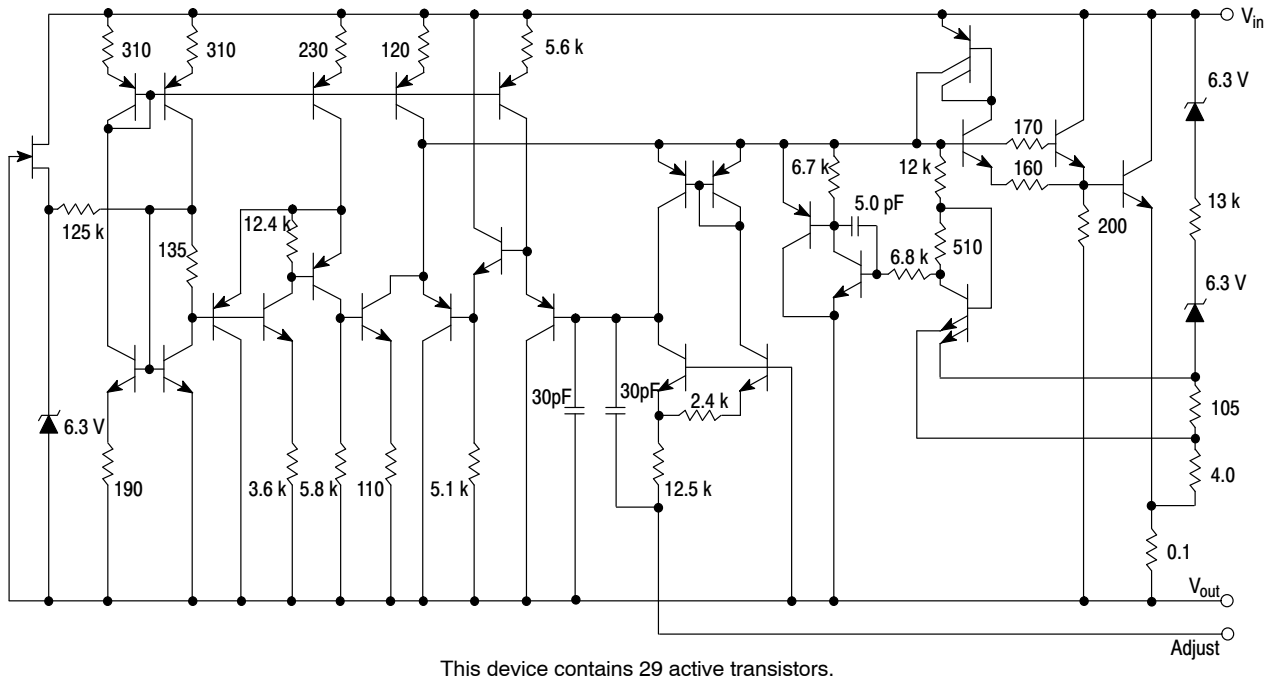 V_in
310
310
230
120
5.6 k
6.3 V
170
6.7 k
12 k
160
5.0 pF
13 k
125 k
12.4 k
200
135
510
6.8 k
6.3 V
30pF
30pF
2.4 k
105
6.3 V
190
3.6 k
5.8 k
110
5.1 k
12.5 k
4.0
0.1
V_out
Adjust
This device contains 29 active transistors.